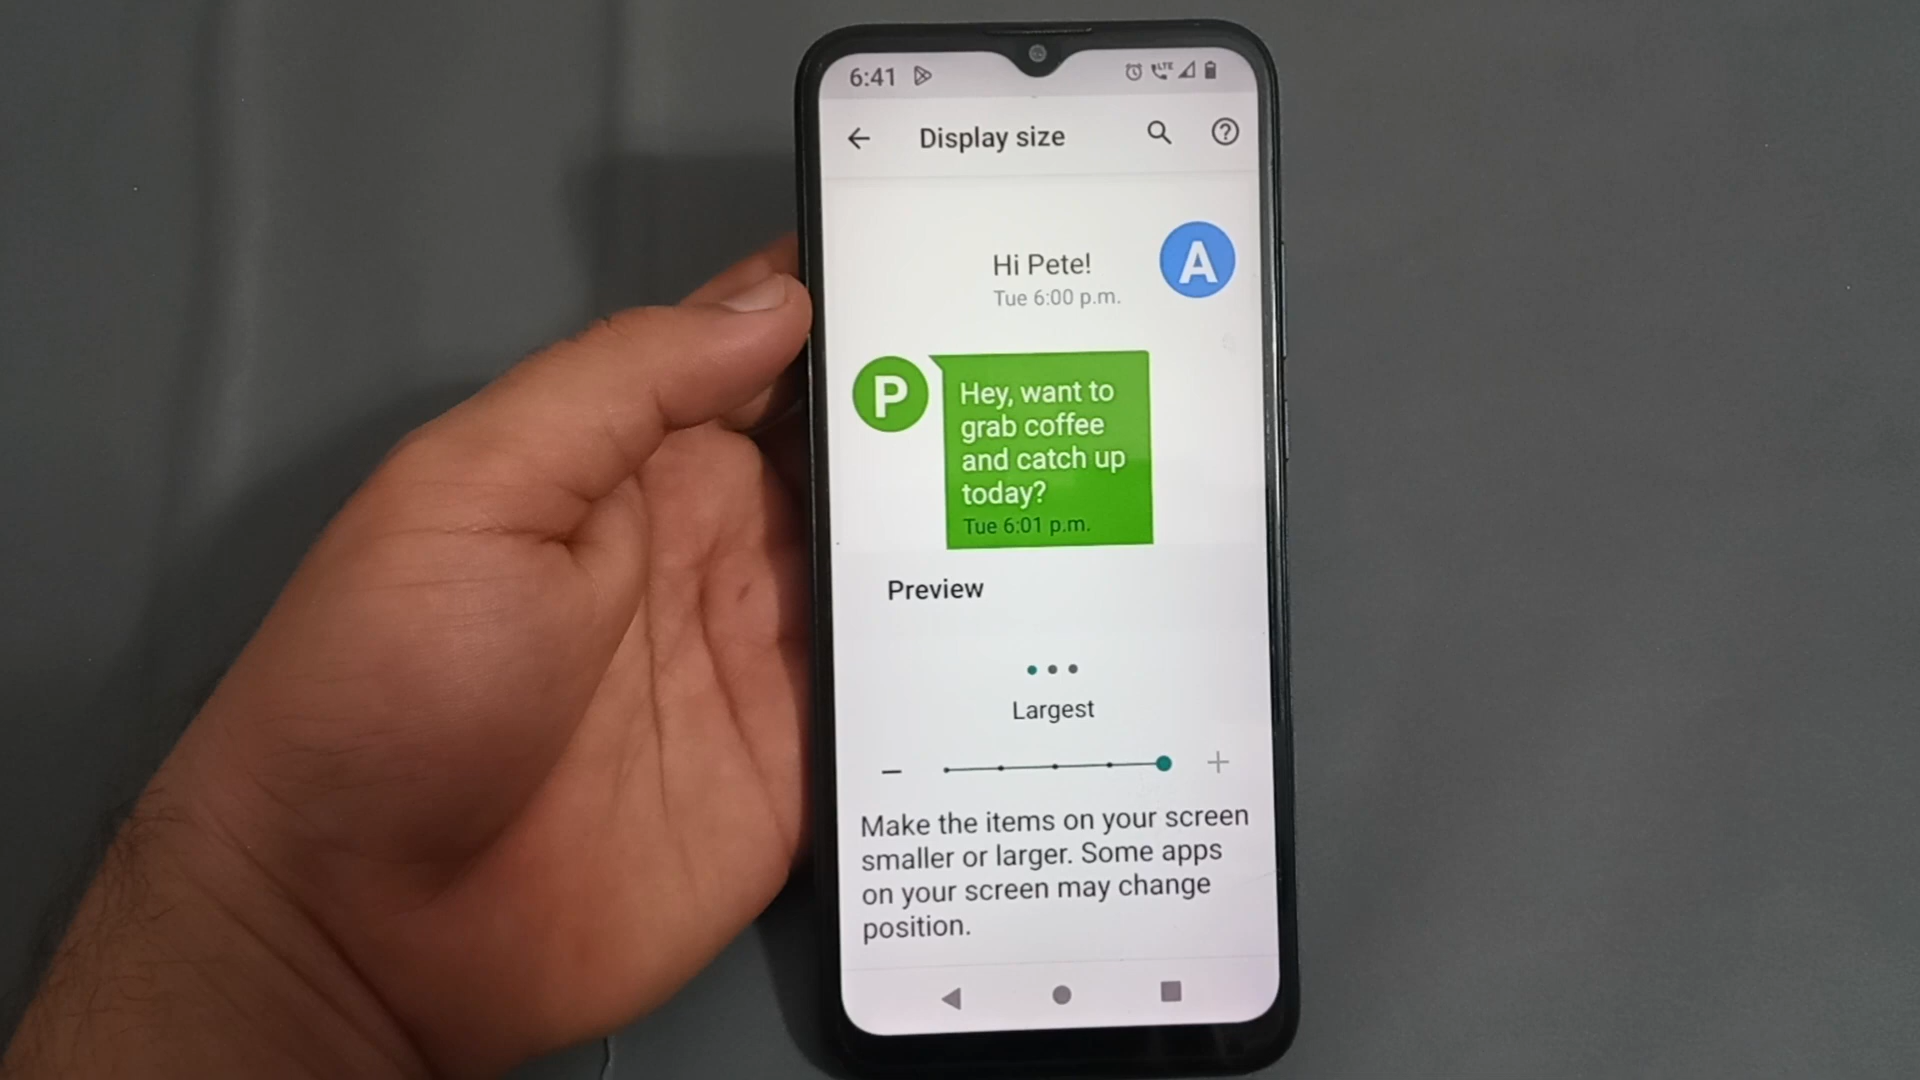 6:41
LTE
Display size
Hi Pete!
A
Tue 6:00 p.m.
P
Hey, want to
grab coffee
and catch up
today?
Tue 6:01 p.m.
Preview
Largest
Make the items on your screen
smaller or larger. Some apps
on your screen may change
position.